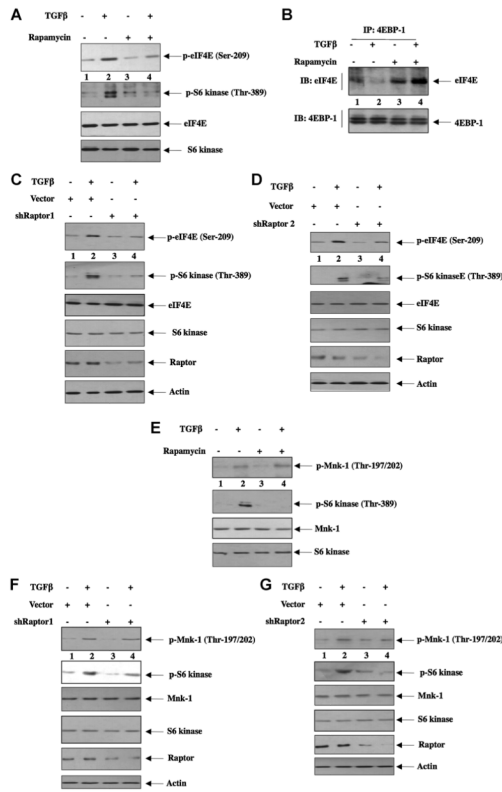 A
TGFβ - + - +
Rapamycin - - + +
p-eIF4E (Ser-209)
1 2 3 4
p-S6 kinase (Thr-389)
eIF4E
S6 kinase
B
IP: 4EBP-1
TGFβ - + - +
Rapamycin - - + +
IB: eIF4E eIF4E
1 2 3 4
IB: 4EBP-1 4EBP-1
C
TGFβ - + - +
Vector + + - -
shRaptor1 - - + +
p-eIF4E (Ser-209)
1 2 3 4
p-S6 kinase (Thr-389)
eIF4E
S6 kinase
Raptor
Actin
D
TGFβ - + - +
Vector + + - -
shRaptor 2 - - + +
p-eIF4E (Ser-209)
1 2 3 4
p-S6 kinaseE (Thr-389)
eIF4E
S6 kinase
Raptor
Actin
E
TGFβ - + - +
Rapamycin - - + +
p-Mnk-1 (Thr-197/202)
1 2 3 4
p-S6 kinase (Thr-389)
Mnk-1
S6 kinase
F
TGFβ - + - +
Vector + + - -
shRaptor1 - - + +
p-Mnk-1 (Thr-197/202)
1 2 3 4
p-S6 kinase
Mnk-1
S6 kinase
Raptor
Actin
G
TGFβ - + - +
Vector + + - -
shRaptor2 - - + +
p-Mnk-1 (Thr-197/202)
1 2 3 4
p-S6 kinase
Mnk-1
S6 kinase
Raptor
Actin